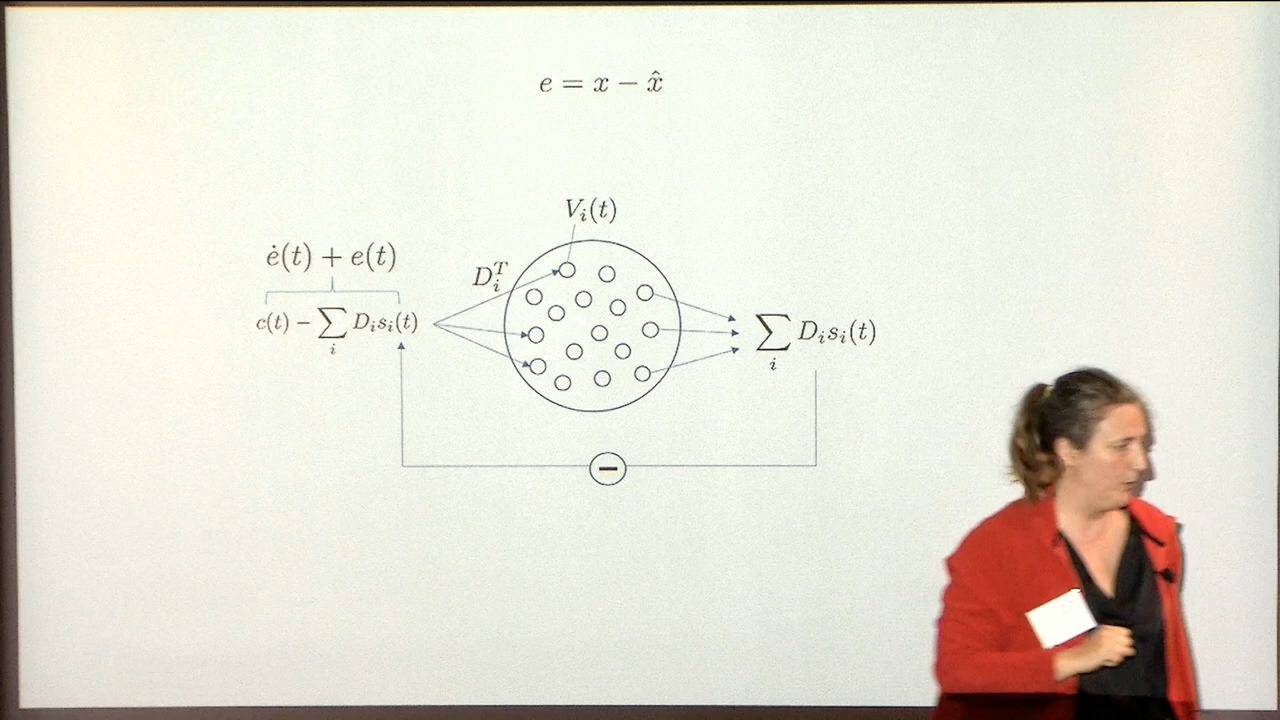 e = x − x̂
V_i(t)
ė(t) + e(t)
D_i^T
c(t) − ∑_i D_i s_i(t)
∑_i D_i s_i(t)
−